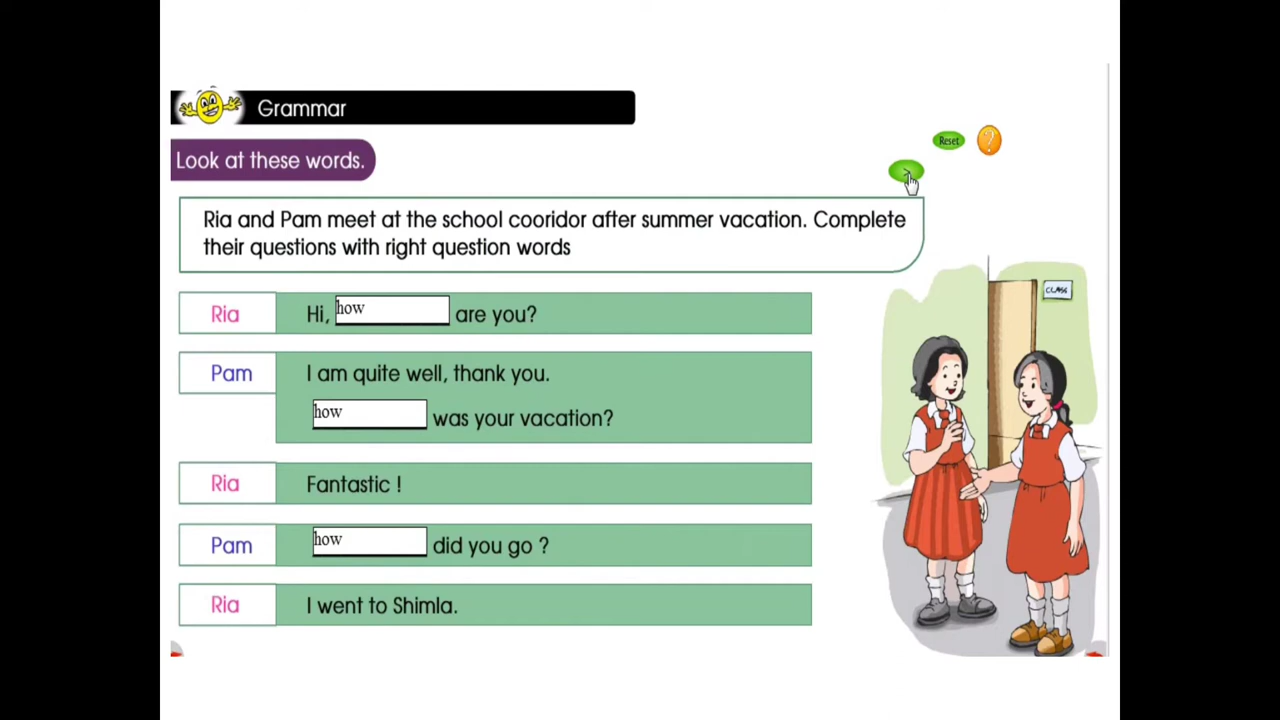 Grammar
Look at these words.
Reset
?
>
Ria and Pam meet at the school cooridor after summer vacation. Complete
their questions with right question words
CLASS
Ria Hi, how are you?
Pam I am quite well, thank you.
how was your vacation?
Ria Fantastic !
Pam how did you go ?
Ria I went to Shimla.